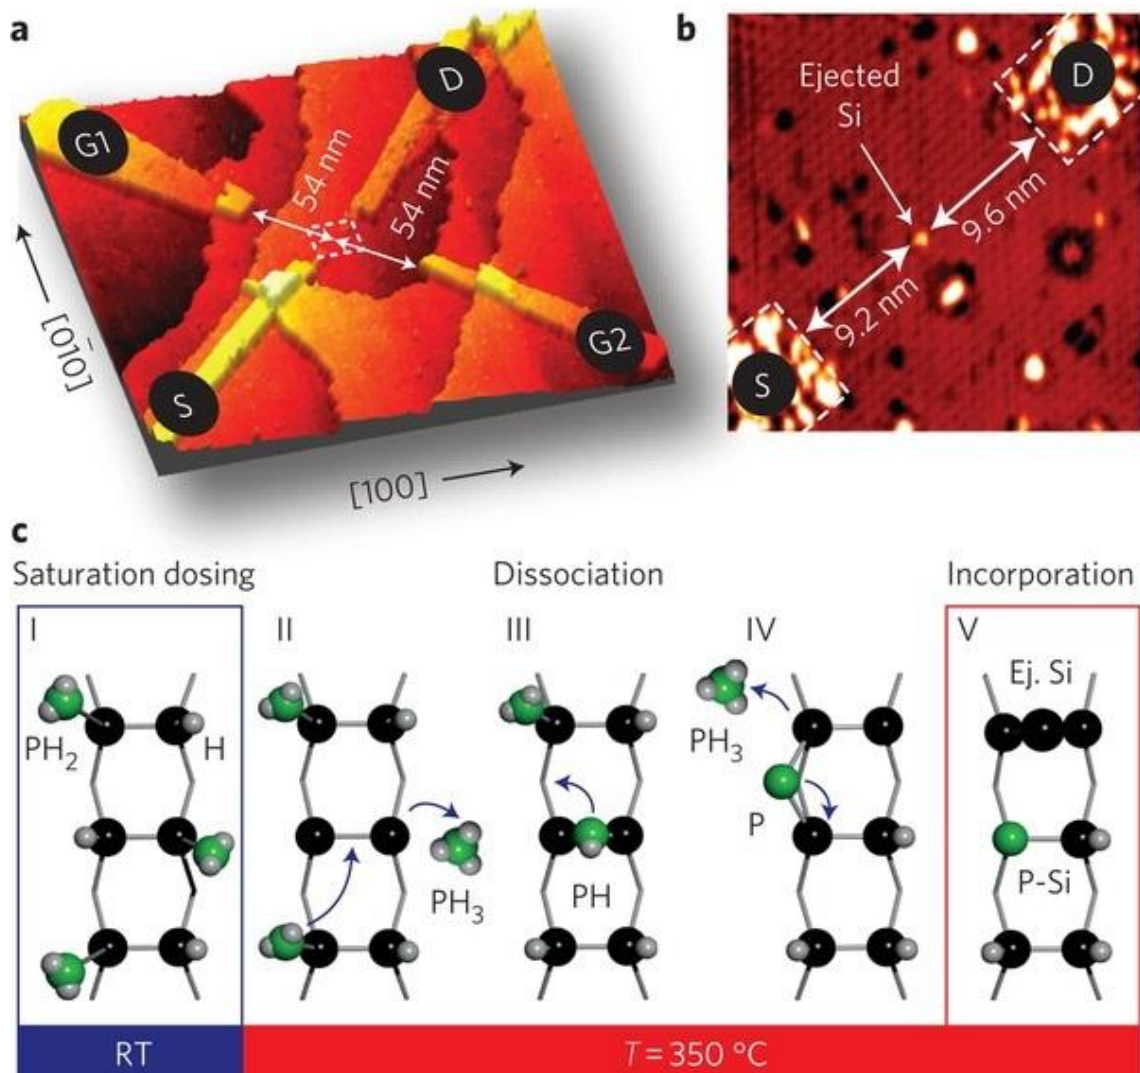 a
G1
D
54 nm
54 nm
S
G2
[01̄0]
[100]
b
Ejected
Si
D
9.6 nm
9.2 nm
S
c
Saturation dosing
Dissociation
Incorporation
I
II
III
IV
V
PH₂
H
PH₃
PH
PH₃
P
Ej. Si
P-Si
RT
T = 350 °C